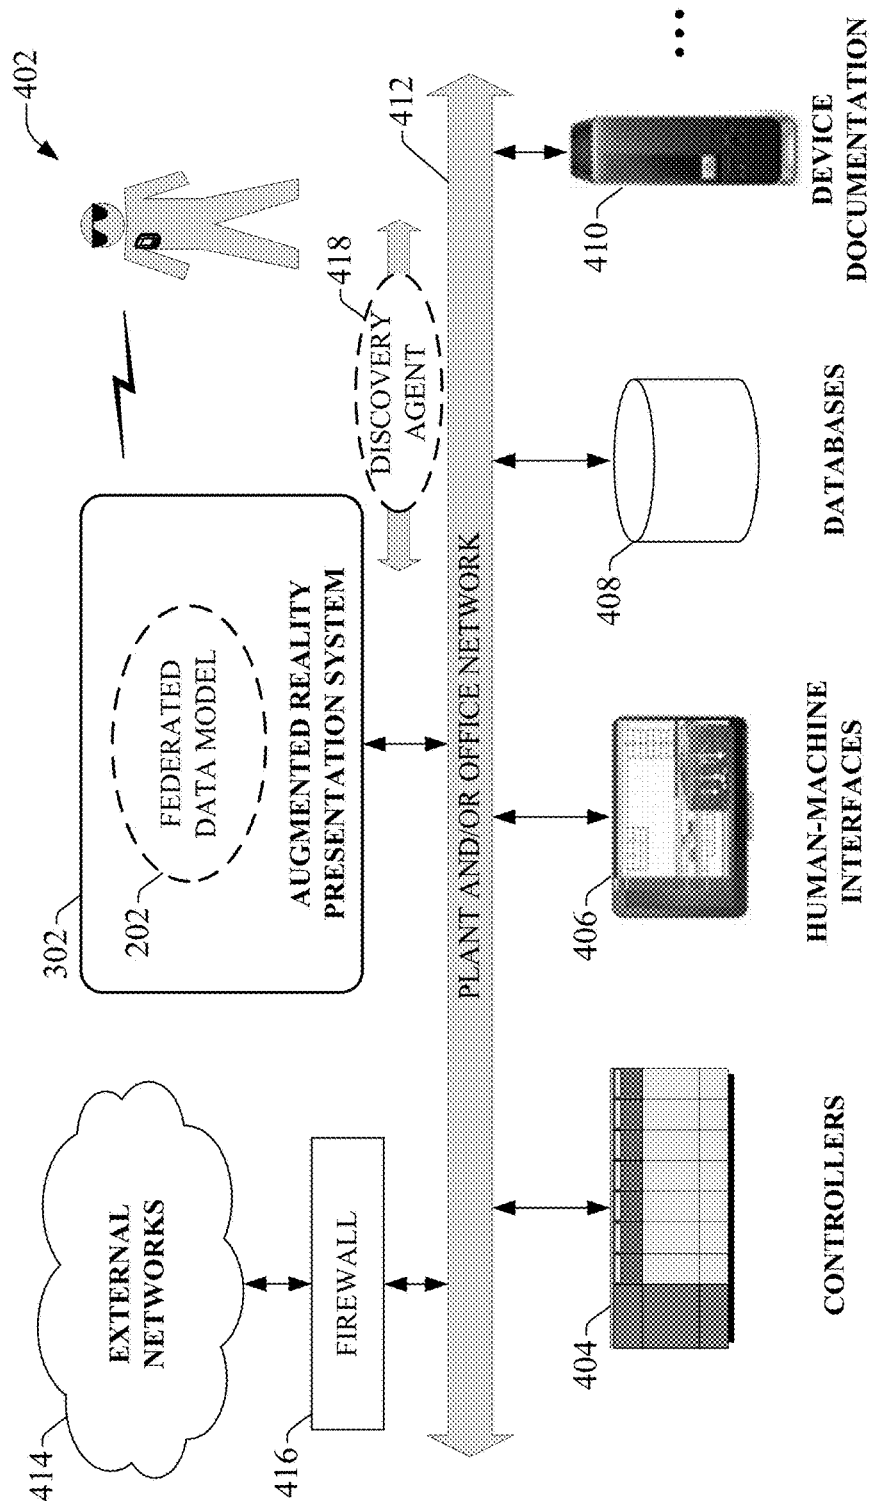 402
414
EXTERNAL
NETWORKS
302
202
FEDERATED
DATA MODEL
AUGMENTED REALITY
PRESENTATION SYSTEM
416
FIREWALL
DISCOVERY
AGENT
418
412
PLANT AND/OR OFFICE NETWORK
404
CONTROLLERS
406
HUMAN-MACHINE
INTERFACES
408
DATABASES
410
DEVICE
DOCUMENTATION
...